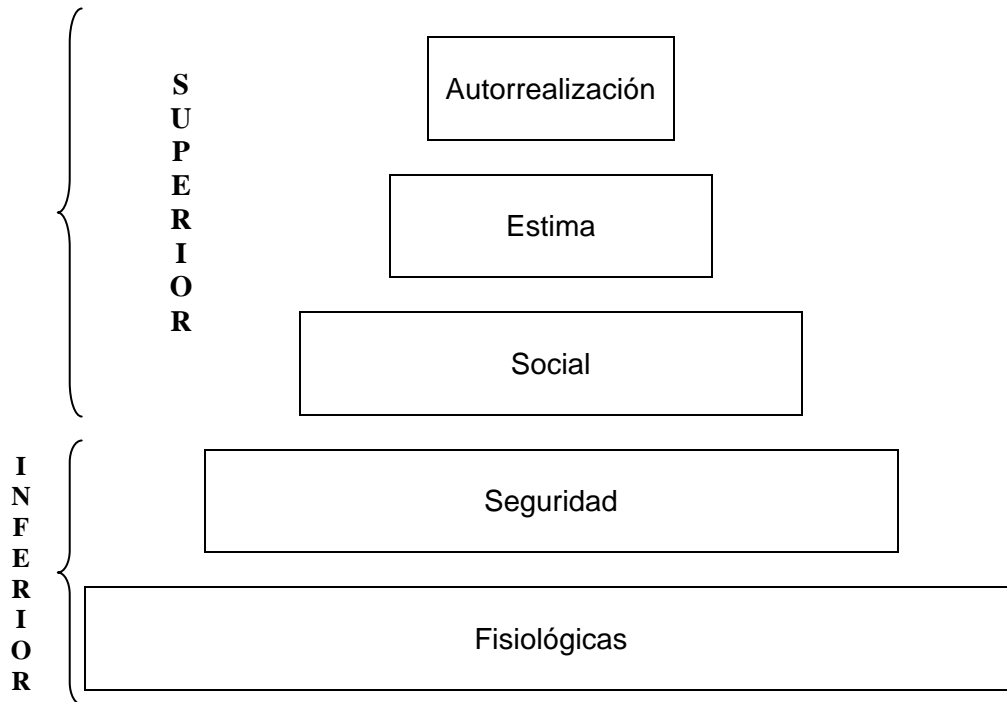 SUPERIOR
Autorrealización
Estima
Social
INFERIOR
Seguridad
Fisiológicas